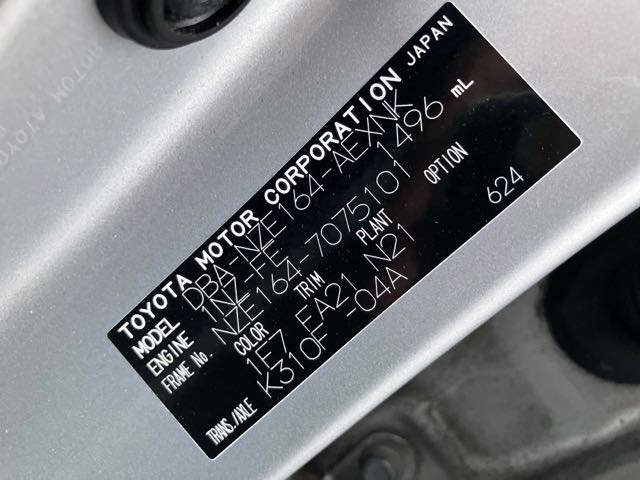 TOYOTA MOTOR CORPORATION JAPAN
MODEL DBA-NZE164-AEXNK
ENGINE 1NZ-FE 1496 mL
FRAME No. NZE164-7075101
COLOR TRIM PLANT OPTION
1F7 FA21 N21 624
TRANS./AXLE K310F -04A